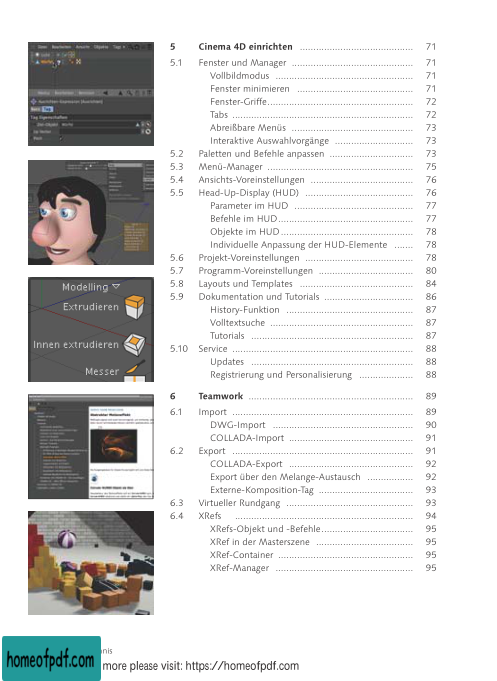 5 Cinema 4D einrichten ........................................ 71
5.1 Fenster und Manager .......................................... 71
Vollbildmodus ................................................. 71
Fenster minimieren ......................................... 71
Fenster-Griffe.................................................... 72
Tabs ................................................................ 72
Abreißbare Menüs ........................................... 73
Interaktive Auswahlvorgänge ............................ 73
5.2 Paletten und Befehle anpassen .............................. 73
5.3 Menü-Manager .................................................... 75
5.4 Ansichts-Voreinstellungen .................................... 76
5.5 Head-Up-Display (HUD) ...................................... 76
Parameter im HUD .......................................... 77
Befehle im HUD................................................ 77
Objekte im HUD............................................... 78
Individuelle Anpassung der HUD-Elemente ....... 78
5.6 Projekt-Voreinstellungen ...................................... 78
5.7 Programm-Voreinstellungen ................................. 80
5.8 Layouts und Templates ........................................ 84
5.9 Dokumentation und Tutorials ............................... 86
History-Funktion ............................................. 87
Volltextsuche .................................................. 87
Tutorials ......................................................... 87
5.10 Service ................................................................ 88
Updates ......................................................... 88
Registrierung und Personalisierung ................... 88
6 Teamwork .......................................................... 89
6.1 Import ................................................................ 89
DWG-Import ................................................... 90
COLLADA-Import ............................................ 91
6.2 Export ................................................................ 91
COLLADA-Export ............................................ 92
Export über den Melange-Austausch ................ 92
Externe-Komposition-Tag ................................. 93
6.3 Virtueller Rundgang ............................................. 93
6.4 XRefs ................................................................ 94
XRefs-Objekt und -Befehle................................. 95
XRef in der Masterszene .................................. 95
XRef-Container ................................................ 95
XRef-Manager ................................................. 95
Modelling ▽
Extrudieren
Innen extrudieren
Messer
homeofpdf.com
more please visit: https://homeofpdf.com